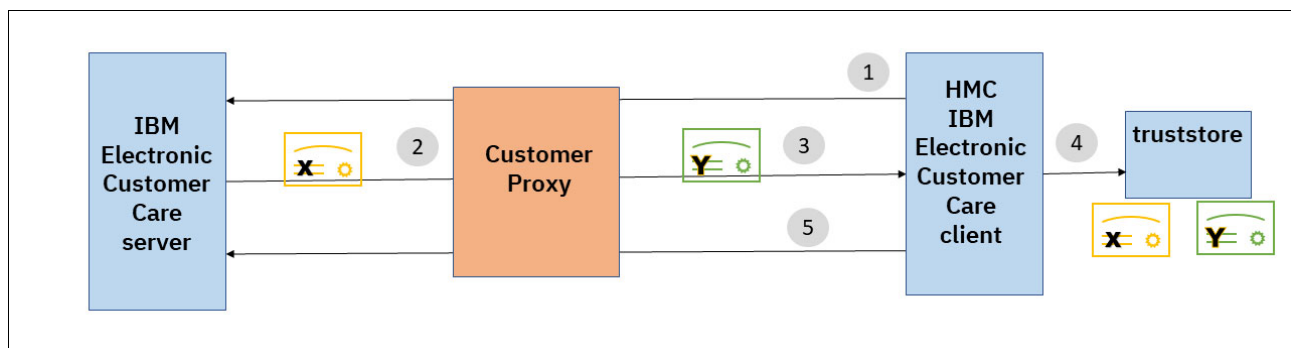 IBM
Electronic
Customer
Care
server
X
2
Customer
Proxy
Y
3
1
5
HMC
IBM
Electronic
Customer
Care
client
4
truststore
X
Y